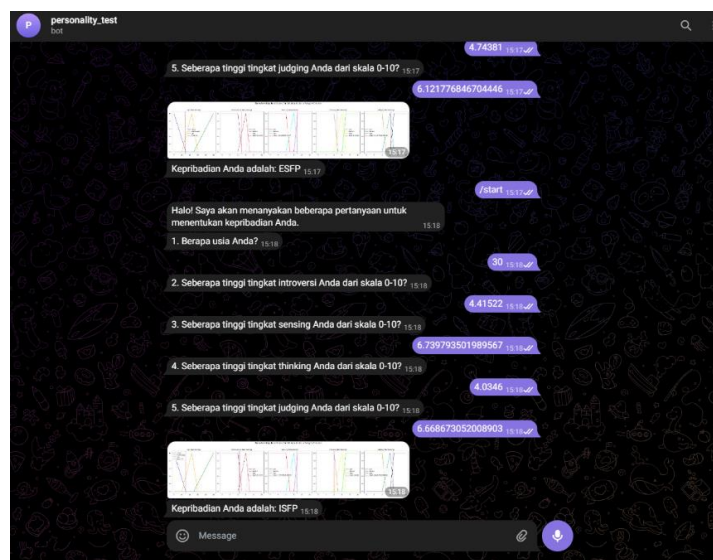 P
personality_test
bot
4.74381 15:17
5. Seberapa tinggi tingkat judging Anda dari skala 0-10? 15:17
6.121776846704446 15:17
15:17
Kepribadian Anda adalah: ESFP 15:17
/start 15:17
Halo! Saya akan menanyakan beberapa pertanyaan untuk
menentukan kepribadian Anda. 15:18
1. Berapa usia Anda? 15:18
30 15:18
2. Seberapa tinggi tingkat introversi Anda dari skala 0-10? 15:18
4.41522 15:18
3. Seberapa tinggi tingkat sensing Anda dari skala 0-10? 15:18
6.739793501989567 15:18
4. Seberapa tinggi tingkat thinking Anda dari skala 0-10? 15:18
4.0346 15:18
5. Seberapa tinggi tingkat judging Anda dari skala 0-10? 15:18
6.668673052008903 15:18
15:18
Kepribadian Anda adalah: ISFP 15:18
Message